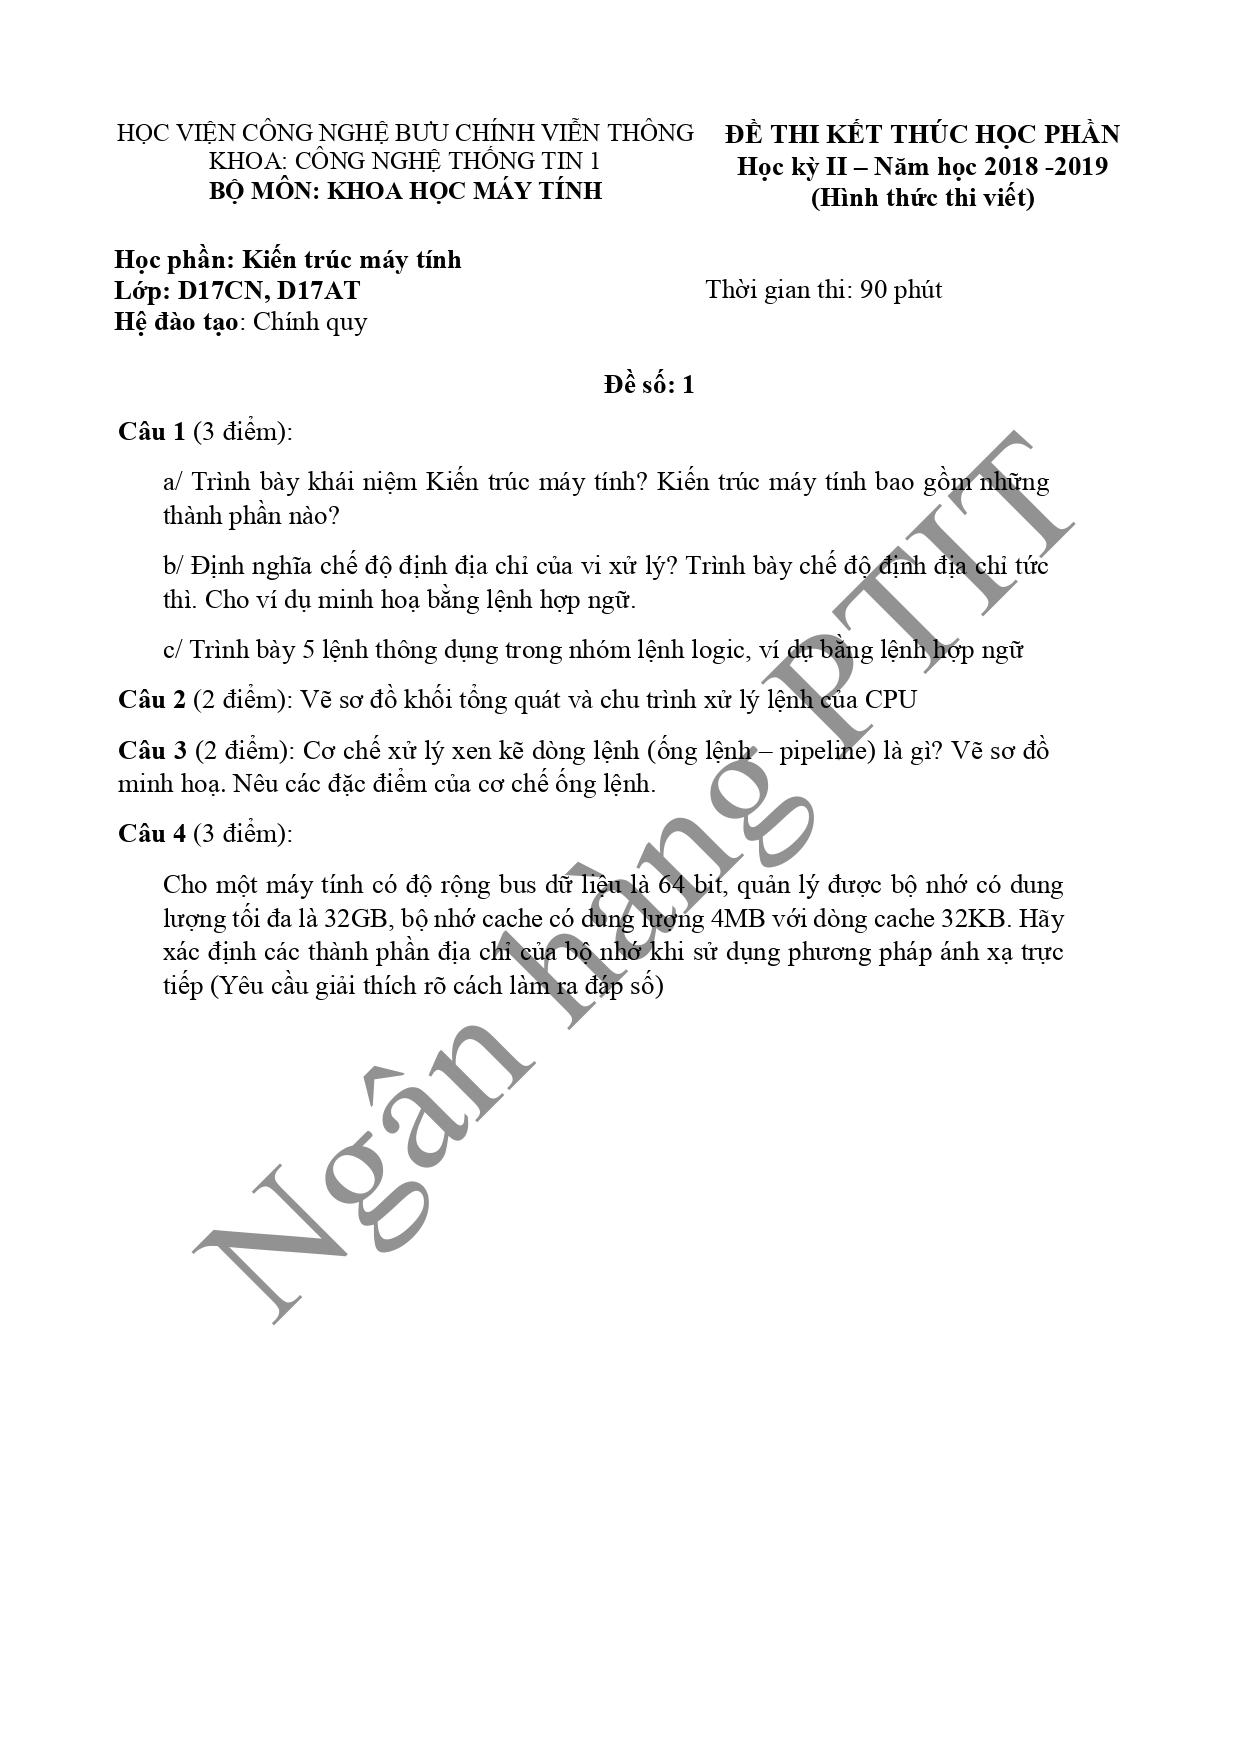 HỌC VIỆN CÔNG NGHỆ BƯU CHÍNH VIỄN THÔNG
KHOA: CÔNG NGHỆ THỐNG TIN 1
BỘ MÔN: KHOA HỌC MÁY TÍNH
ĐỀ THI KẾT THÚC HỌC PHẦN
Học kỳ II – Năm học 2018 -2019
(Hình thức thi viết)
Học phần: Kiến trúc máy tính
Lớp: D17CN, D17AT
Hệ đào tạo: Chính quy
Thời gian thi: 90 phút
Đề số: 1
Câu 1 (3 điểm):
a/ Trình bày khái niệm Kiến trúc máy tính? Kiến trúc máy tính bao gồm những
thành phần nào?
b/ Định nghĩa chế độ định địa chỉ của vi xử lý? Trình bày chế độ định địa chỉ tức
thì. Cho ví dụ minh hoạ bằng lệnh hợp ngữ.
c/ Trình bày 5 lệnh thông dụng trong nhóm lệnh logic, ví dụ bằng lệnh hợp ngữ
Câu 2 (2 điểm): Vẽ sơ đồ khối tổng quát và chu trình xử lý lệnh của CPU
Câu 3 (2 điểm): Cơ chế xử lý xen kẽ dòng lệnh (ống lệnh – pipeline) là gì? Vẽ sơ đồ
minh hoạ. Nêu các đặc điểm của cơ chế ống lệnh.
Câu 4 (3 điểm):
Cho một máy tính có độ rộng bus dữ liệu là 64 bit, quản lý được bộ nhớ có dung
lượng tối đa là 32GB, bộ nhớ cache có dung lượng 4MB với dòng cache 32KB. Hãy
xác định các thành phần địa chỉ của bộ nhớ khi sử dụng phương pháp ánh xạ trực
tiếp (Yêu cầu giải thích rõ cách làm ra đáp số)
Ngân hàng PTIT